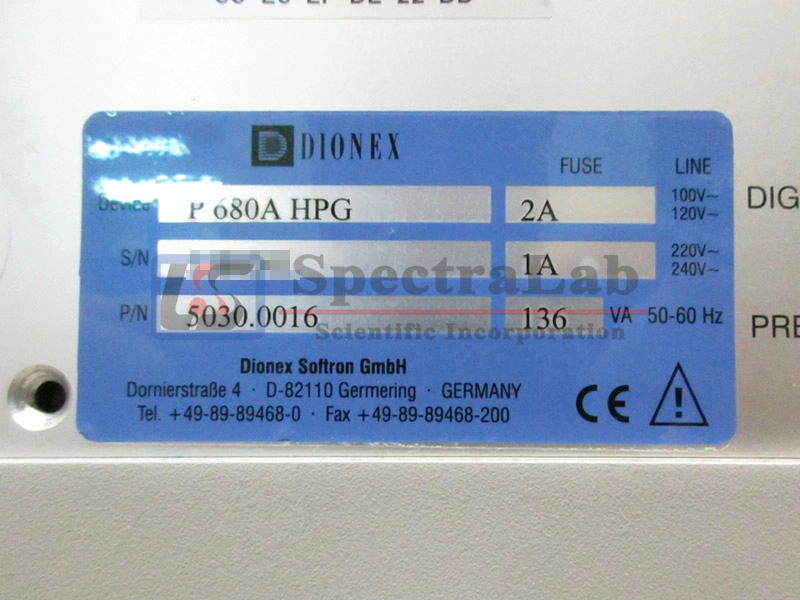 DIONEX
FUSE LINE
Device P 680A HPG 2A 100V~
120V~
S/N 1A 220V~
240V~
P/N 5030.0016 136 VA 50-60 Hz
Dionex Softron GmbH
Dornierstraße 4 · D-82110 Germering · GERMANY
Tel. +49-89-89468-0 · Fax +49-89-89468-200
CE
DIG
PRE
SpectraLab
Scientific Incorporation